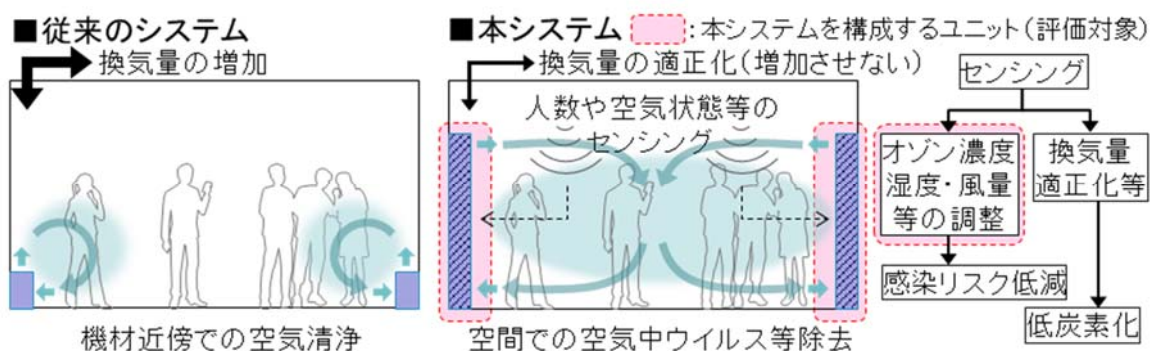 ■従来のシステム
換気量の増加
機材近傍での空気清浄
■本システム :本システムを構成するユニット(評価対象)
換気量の適正化(増加させない)
人数や空気状態等の
センシング
空間での空気中ウイルス等除去
センシング
オゾン濃度
湿度・風量
等の調整
換気量
適正化等
感染リスク低減
低炭素化